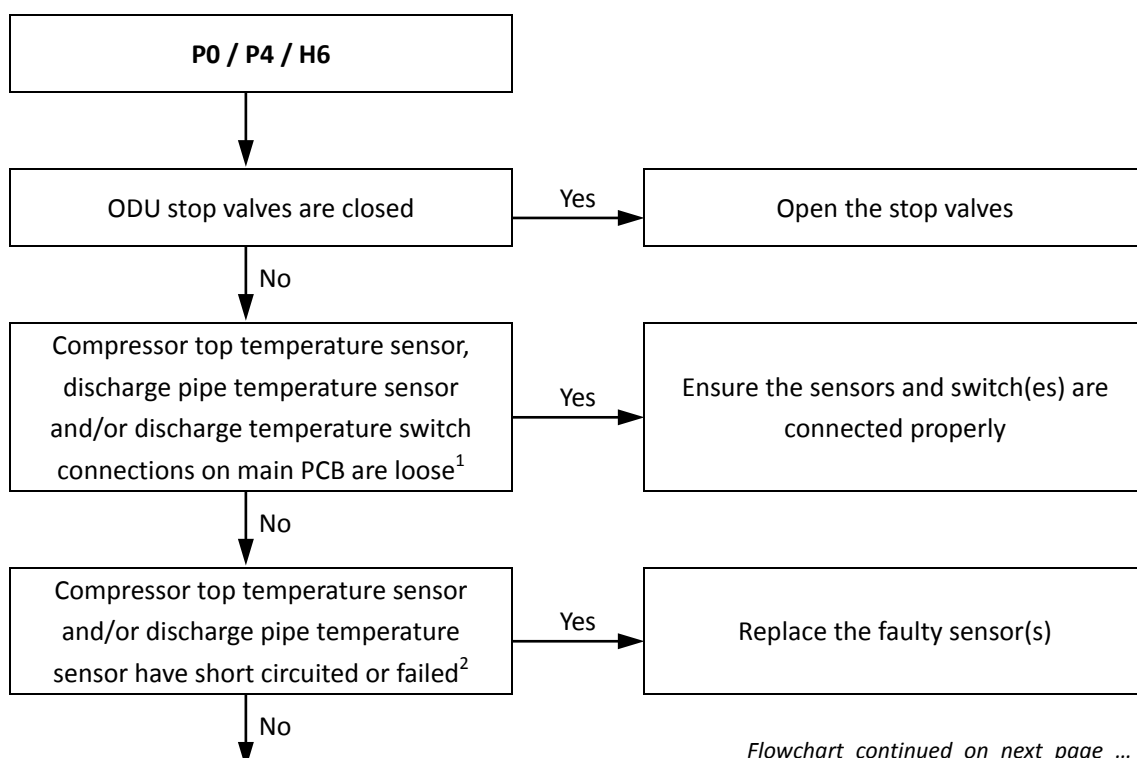 P0 / P4 / H6
ODU stop valves are closed
Yes
Open the stop valves
No
Compressor top temperature sensor,
discharge pipe temperature sensor
and/or discharge temperature switch
connections on main PCB are loose1
Yes
Ensure the sensors and switch(es) are
connected properly
No
Compressor top temperature sensor
and/or discharge pipe temperature
sensor have short circuited or failed2
Yes
Replace the faulty sensor(s)
No
Flowchart continued on next page ...